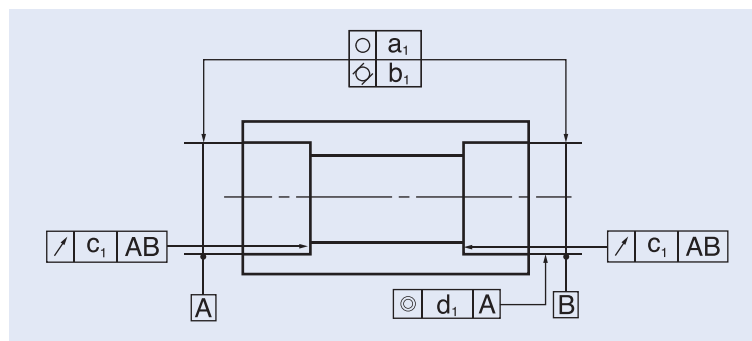 ○ a₁
⌭ b₁
↗ c₁ AB
↗ c₁ AB
◎ d₁ A
A
B